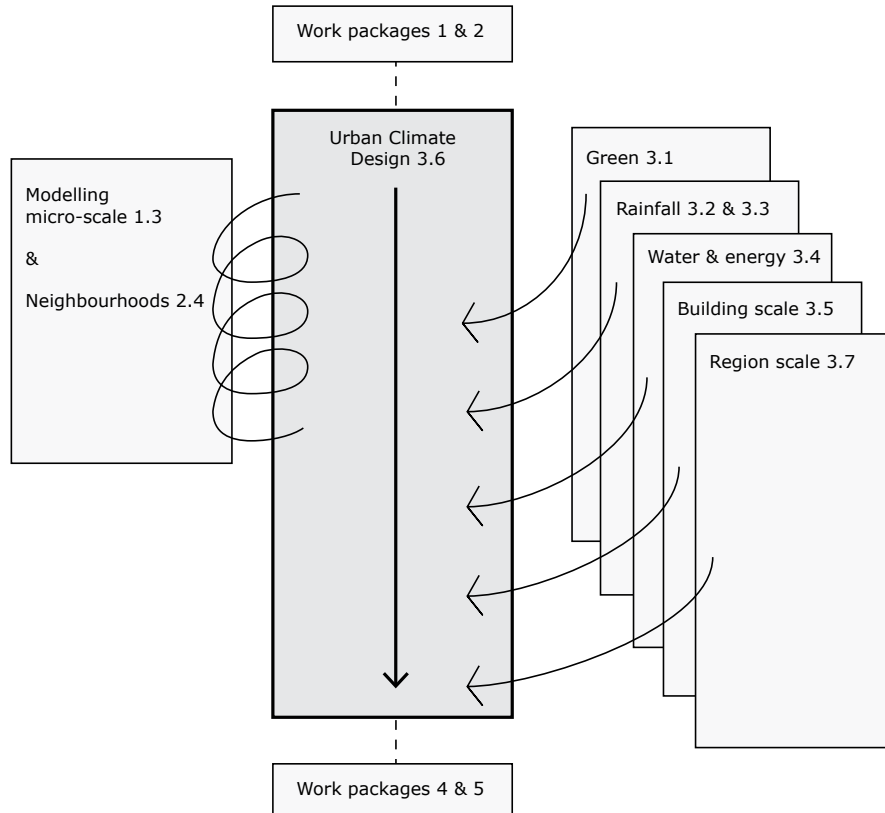 Work packages 1 & 2
Urban Climate
Design 3.6
Modelling
micro-scale 1.3
&
Neighbourhoods 2.4
Green 3.1
Rainfall 3.2 & 3.3
Water & energy 3.4
Building scale 3.5
Region scale 3.7
Work packages 4 & 5